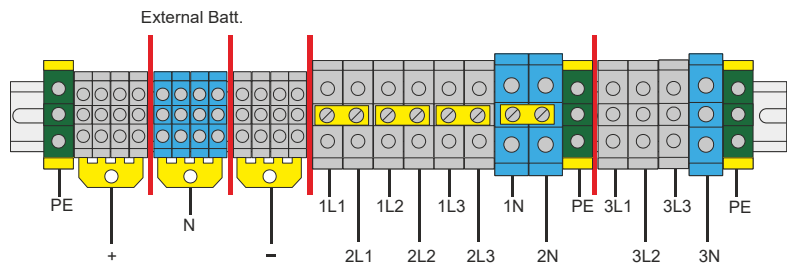 External Batt.
PE N 1L1 1L2 1L3 1N PE 3L1 3L3 PE
+ – 2L1 2L2 2L3 2N 3L2 3N